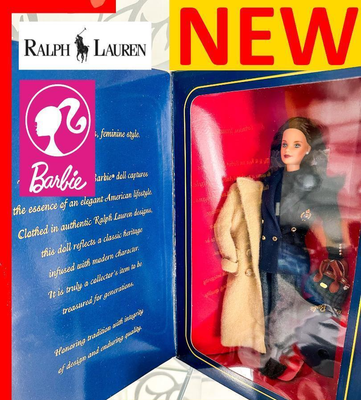 RALPH LAUREN
NEW
Barbie
, feminine style.
Barbie® doll captures
the essence of an elegant American lifestyle.
Clothed in authentic Ralph Lauren designs,
this doll reflects a classic heritage
infused with modern character.
It is truly a collector's item to be
treasured for generations.
Honoring tradition with integrity
of design and enduring quality.